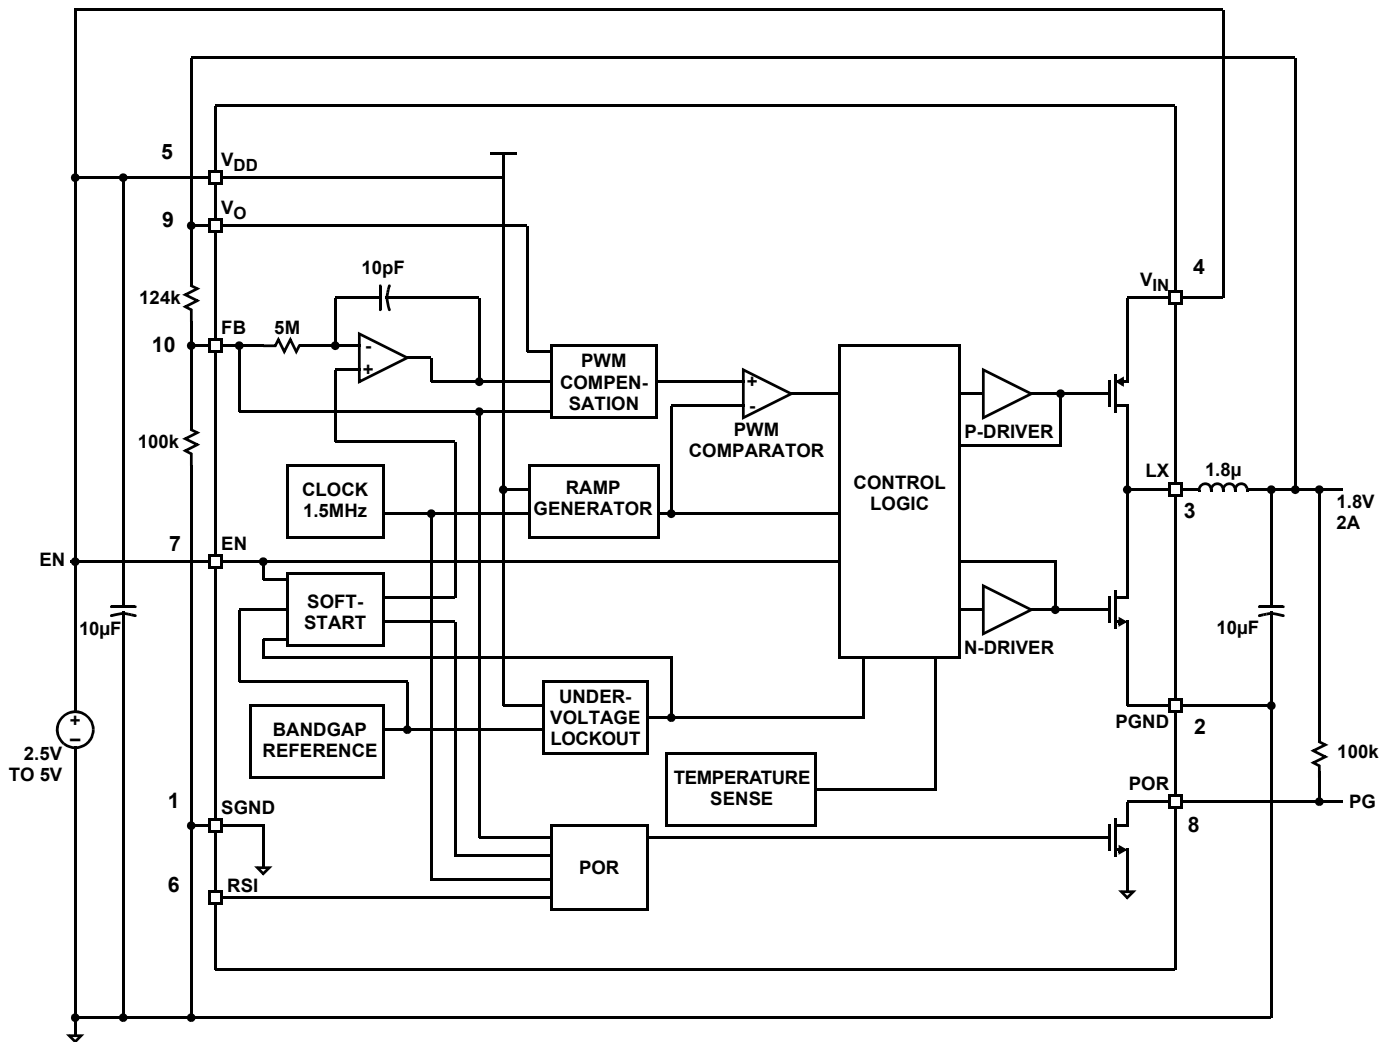 5
VDD
9
VO
10pF
124k
FB
5M
10
-
+
PWM
COMPEN-
SATION
+
-
PWM
COMPARATOR
100k
CLOCK
1.5MHz
RAMP
GENERATOR
CONTROL
LOGIC
P-DRIVER
VIN
4
LX
3
1.8µ
1.8V
2A
7
EN
EN
SOFT-
START
10µF
N-DRIVER
10µF
UNDER-
VOLTAGE
LOCKOUT
BANDGAP
REFERENCE
PGND
2
+
-
2.5V
TO 5V
TEMPERATURE
SENSE
100k
1
SGND
POR
8
PG
6
RSI
POR